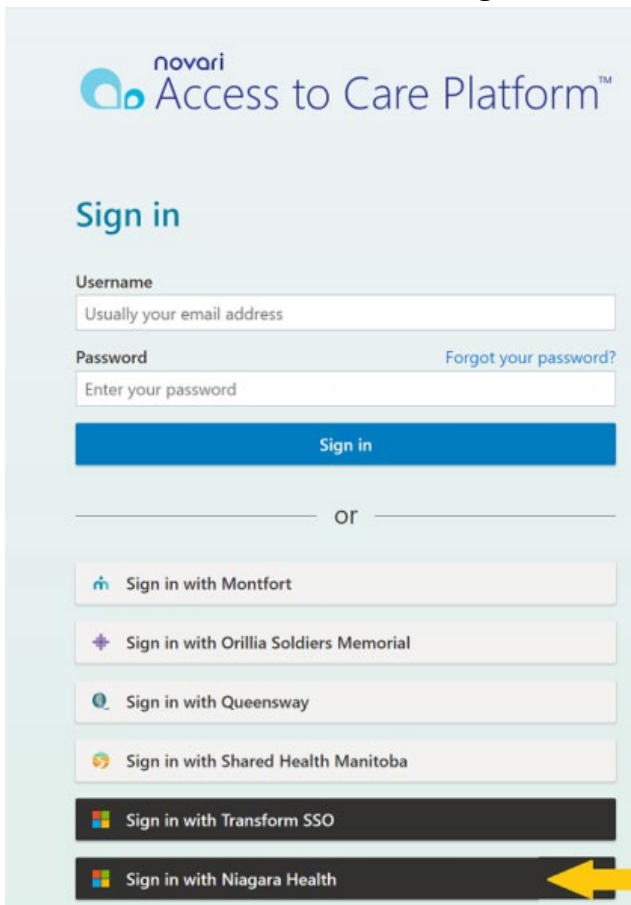 novari
Access to Care Platform™
Sign in
Username
Usually your email address
Password Forgot your password?
Enter your password
Sign in
or
Sign in with Montfort
Sign in with Orillia Soldiers Memorial
Sign in with Queensway
Sign in with Shared Health Manitoba
Sign in with Transform SSO
Sign in with Niagara Health